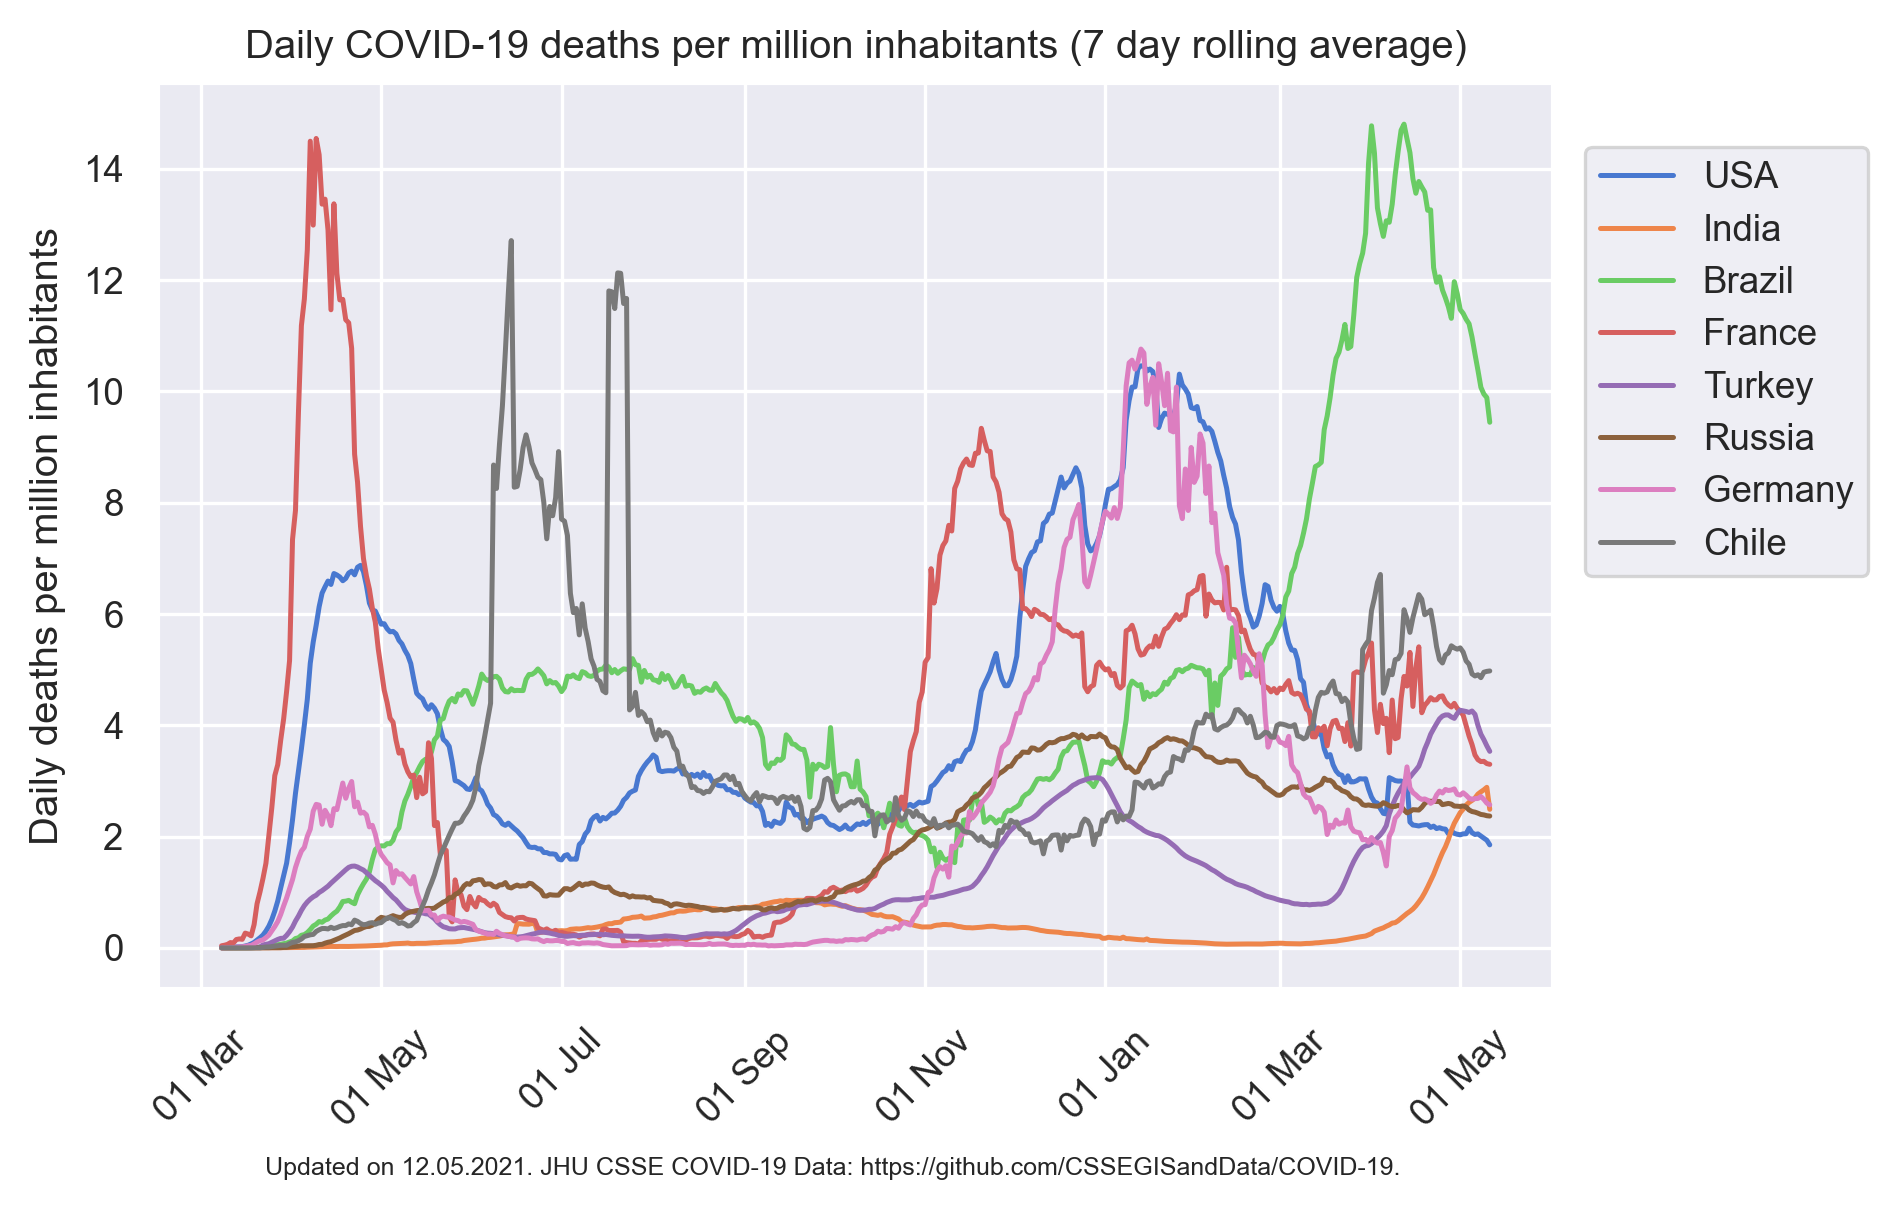 Daily COVID-19 deaths per million inhabitants (7 day rolling average)
Daily deaths per million inhabitants
14
12
10
8
6
4
2
0
01 Mar
01 May
01 Jul
01 Sep
01 Nov
01 Jan
01 Mar
01 May
USA
India
Brazil
France
Turkey
Russia
Germany
Chile
Updated on 12.05.2021. JHU CSSE COVID-19 Data: https://github.com/CSSEGISandData/COVID-19.